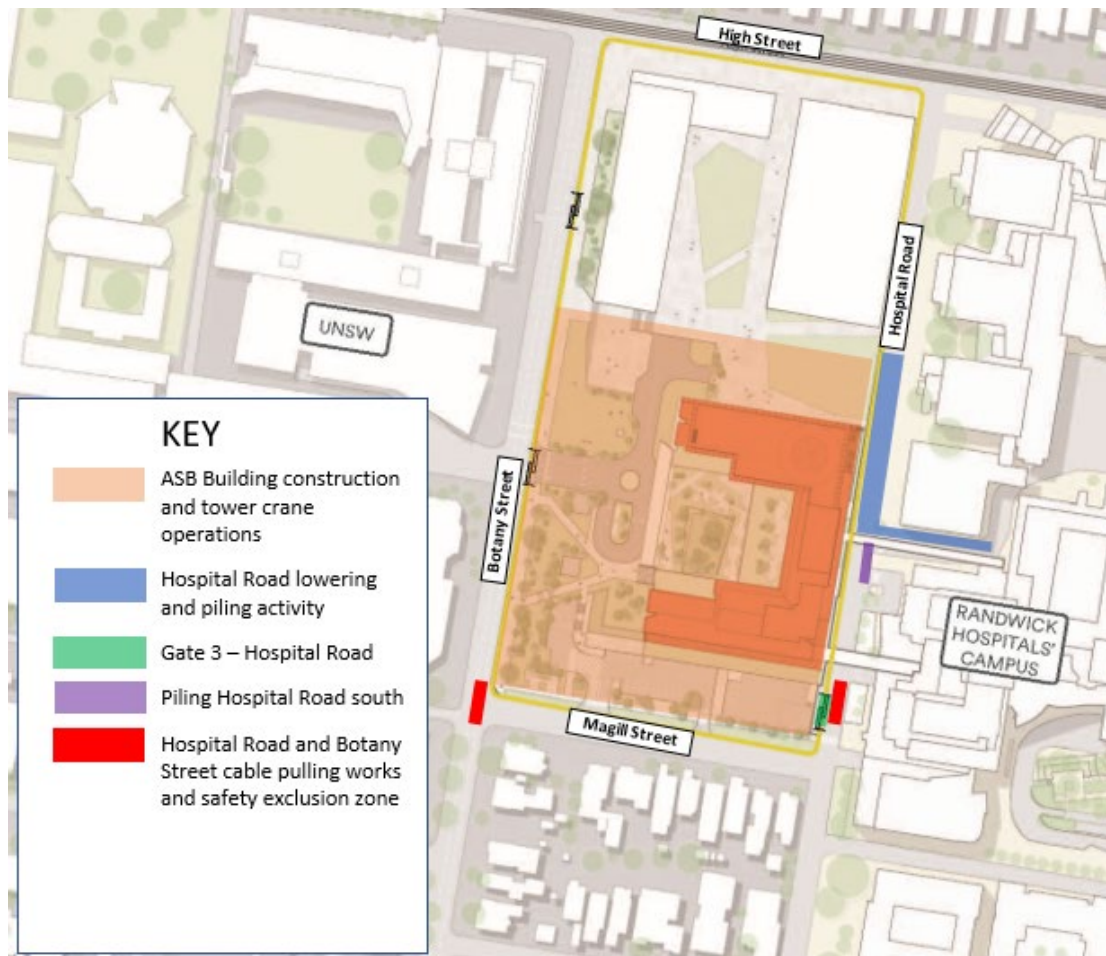 High Street
Hospital Road
UNSW
Botany Street
RANDWICK
HOSPITALS'
CAMPUS
Magill Street
KEY
ASB Building construction
and tower crane
operations
Hospital Road lowering
and piling activity
Gate 3 – Hospital Road
Piling Hospital Road south
Hospital Road and Botany
Street cable pulling works
and safety exclusion zone